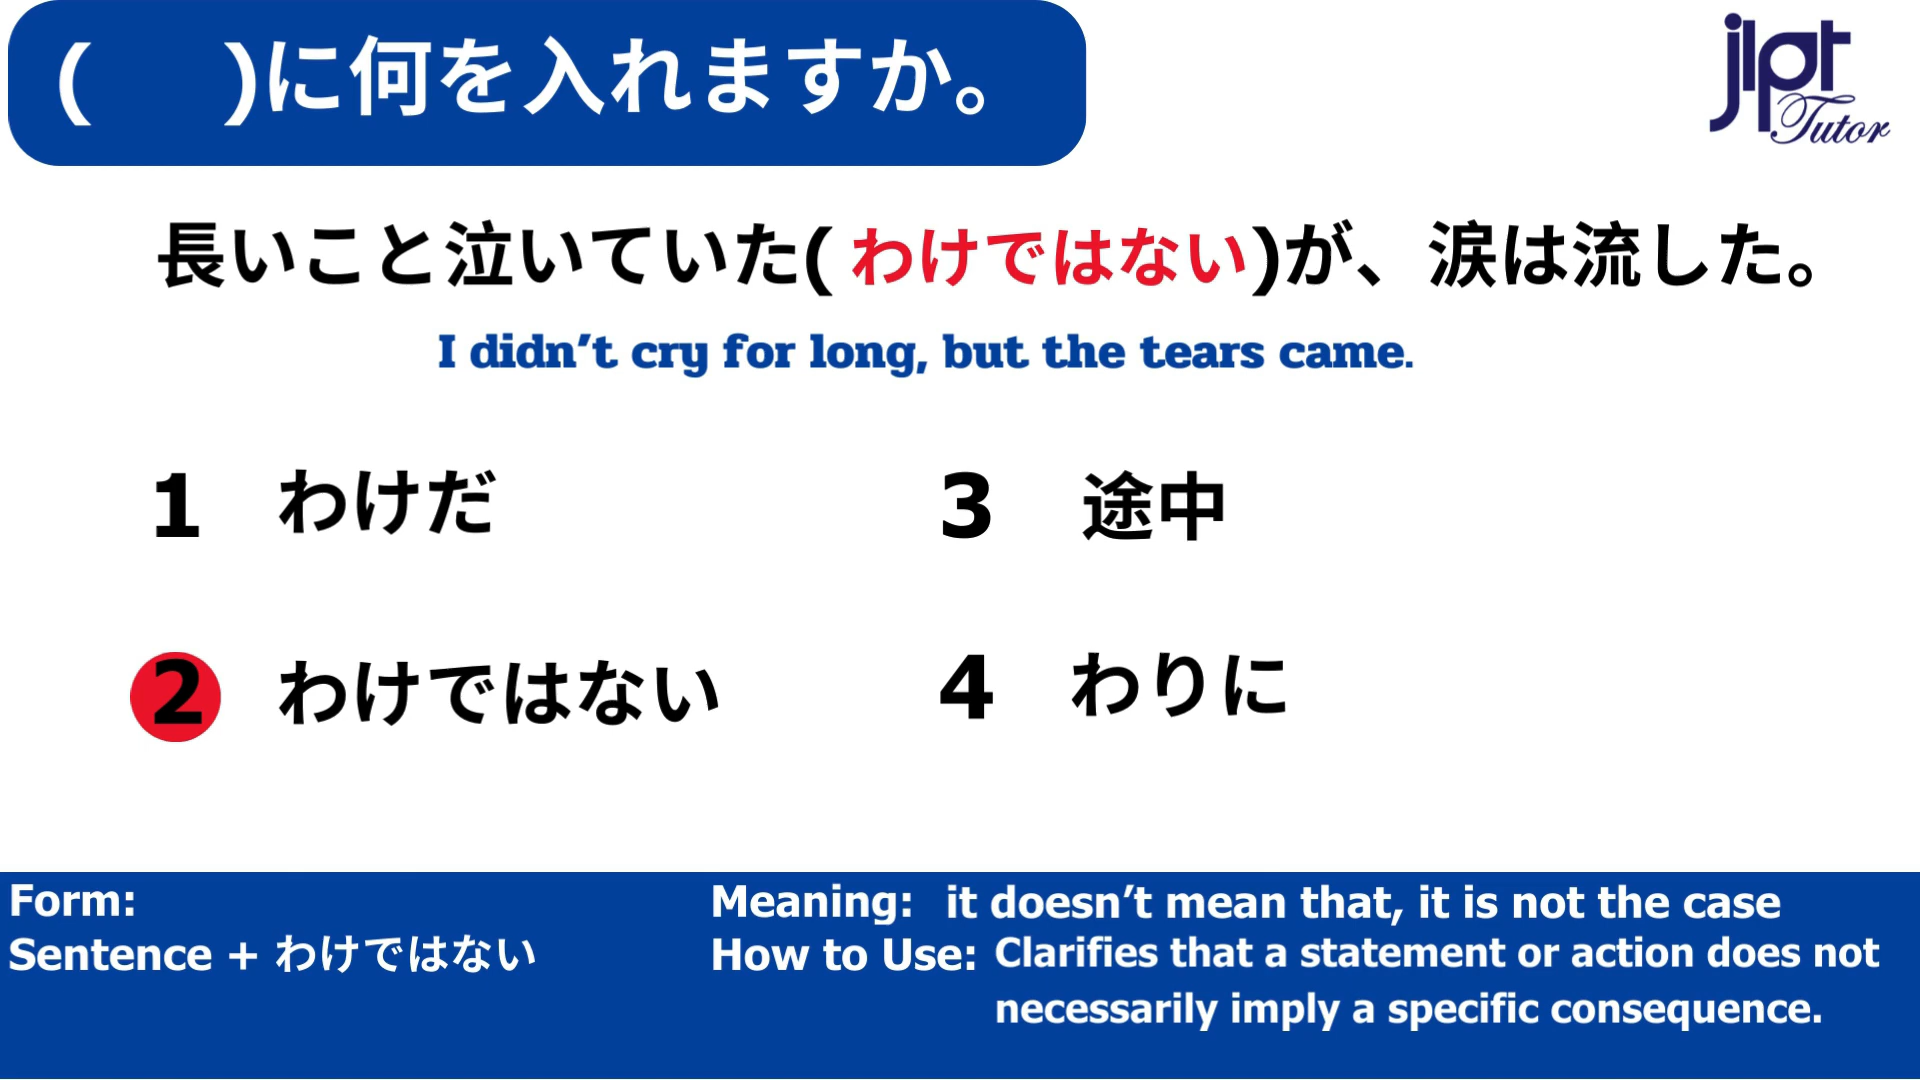 (　　)に何を入れますか。
jlpt
Tutor
長いこと泣いていた( わけではない)が、涙は流した。
I didn’t cry for long, but the tears came.
1 わけだ
3 途中
2 わけではない
4 わりに
Form:
Sentence + わけではない
Meaning: it doesn’t mean that, it is not the case
How to Use: Clarifies that a statement or action does not
necessarily imply a specific consequence.